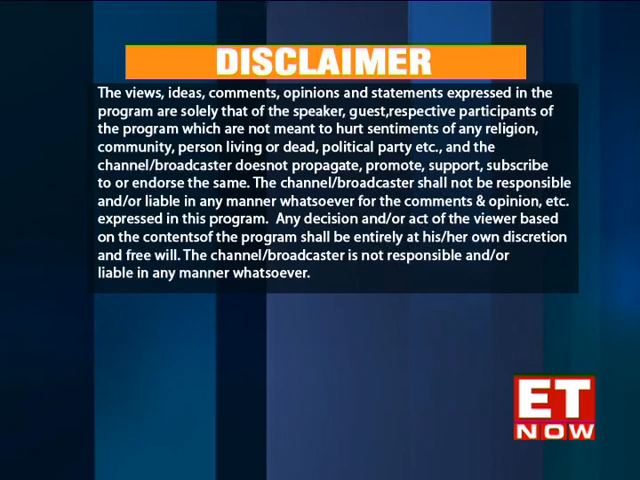 DISCLAIMER
The views, ideas, comments, opinions and statements expressed in the
program are solely that of the speaker, guest,respective participants of
the program which are not meant to hurt sentiments of any religion,
community, person living or dead, political party etc., and the
channel/broadcaster doesnot propagate, promote, support, subscribe
to or endorse the same. The channel/broadcaster shall not be responsible
and/or liable in any manner whatsoever for the comments & opinion, etc.
expressed in this program.  Any decision and/or act of the viewer based
on the contentsof the program shall be entirely at his/her own discretion
and free will. The channel/broadcaster is not responsible and/or
liable in any manner whatsoever.
ET
NOW